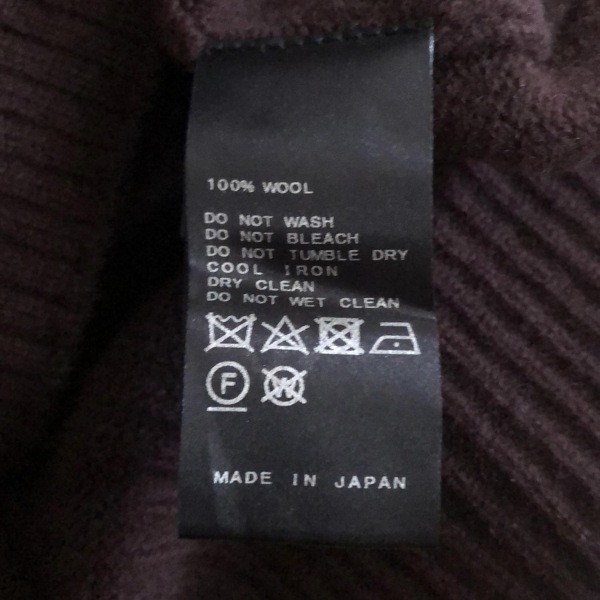 100% WOOL
DO NOT WASH
DO NOT BLEACH
DO NOT TUMBLE DRY
COOL IRON
DRY CLEAN
DO NOT WET CLEAN
F W
MADE IN JAPAN